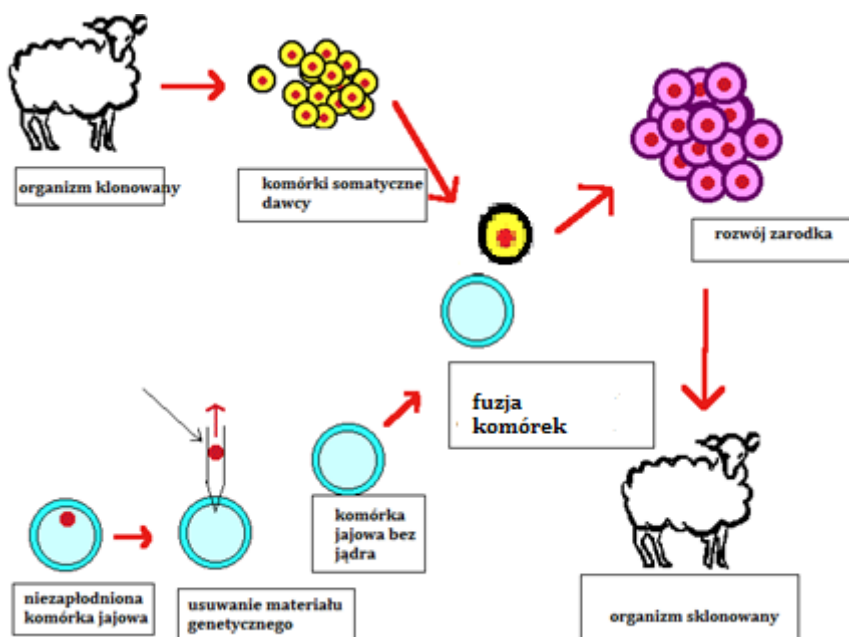 organizm klonowany
komórki somatyczne
dawcy
rozwój zarodka
fuzja
komórek
komórka
jajowa bez
jądra
niezapłodniona
komórka jajowa
usuwanie materiału
genetycznego
organizm sklonowany